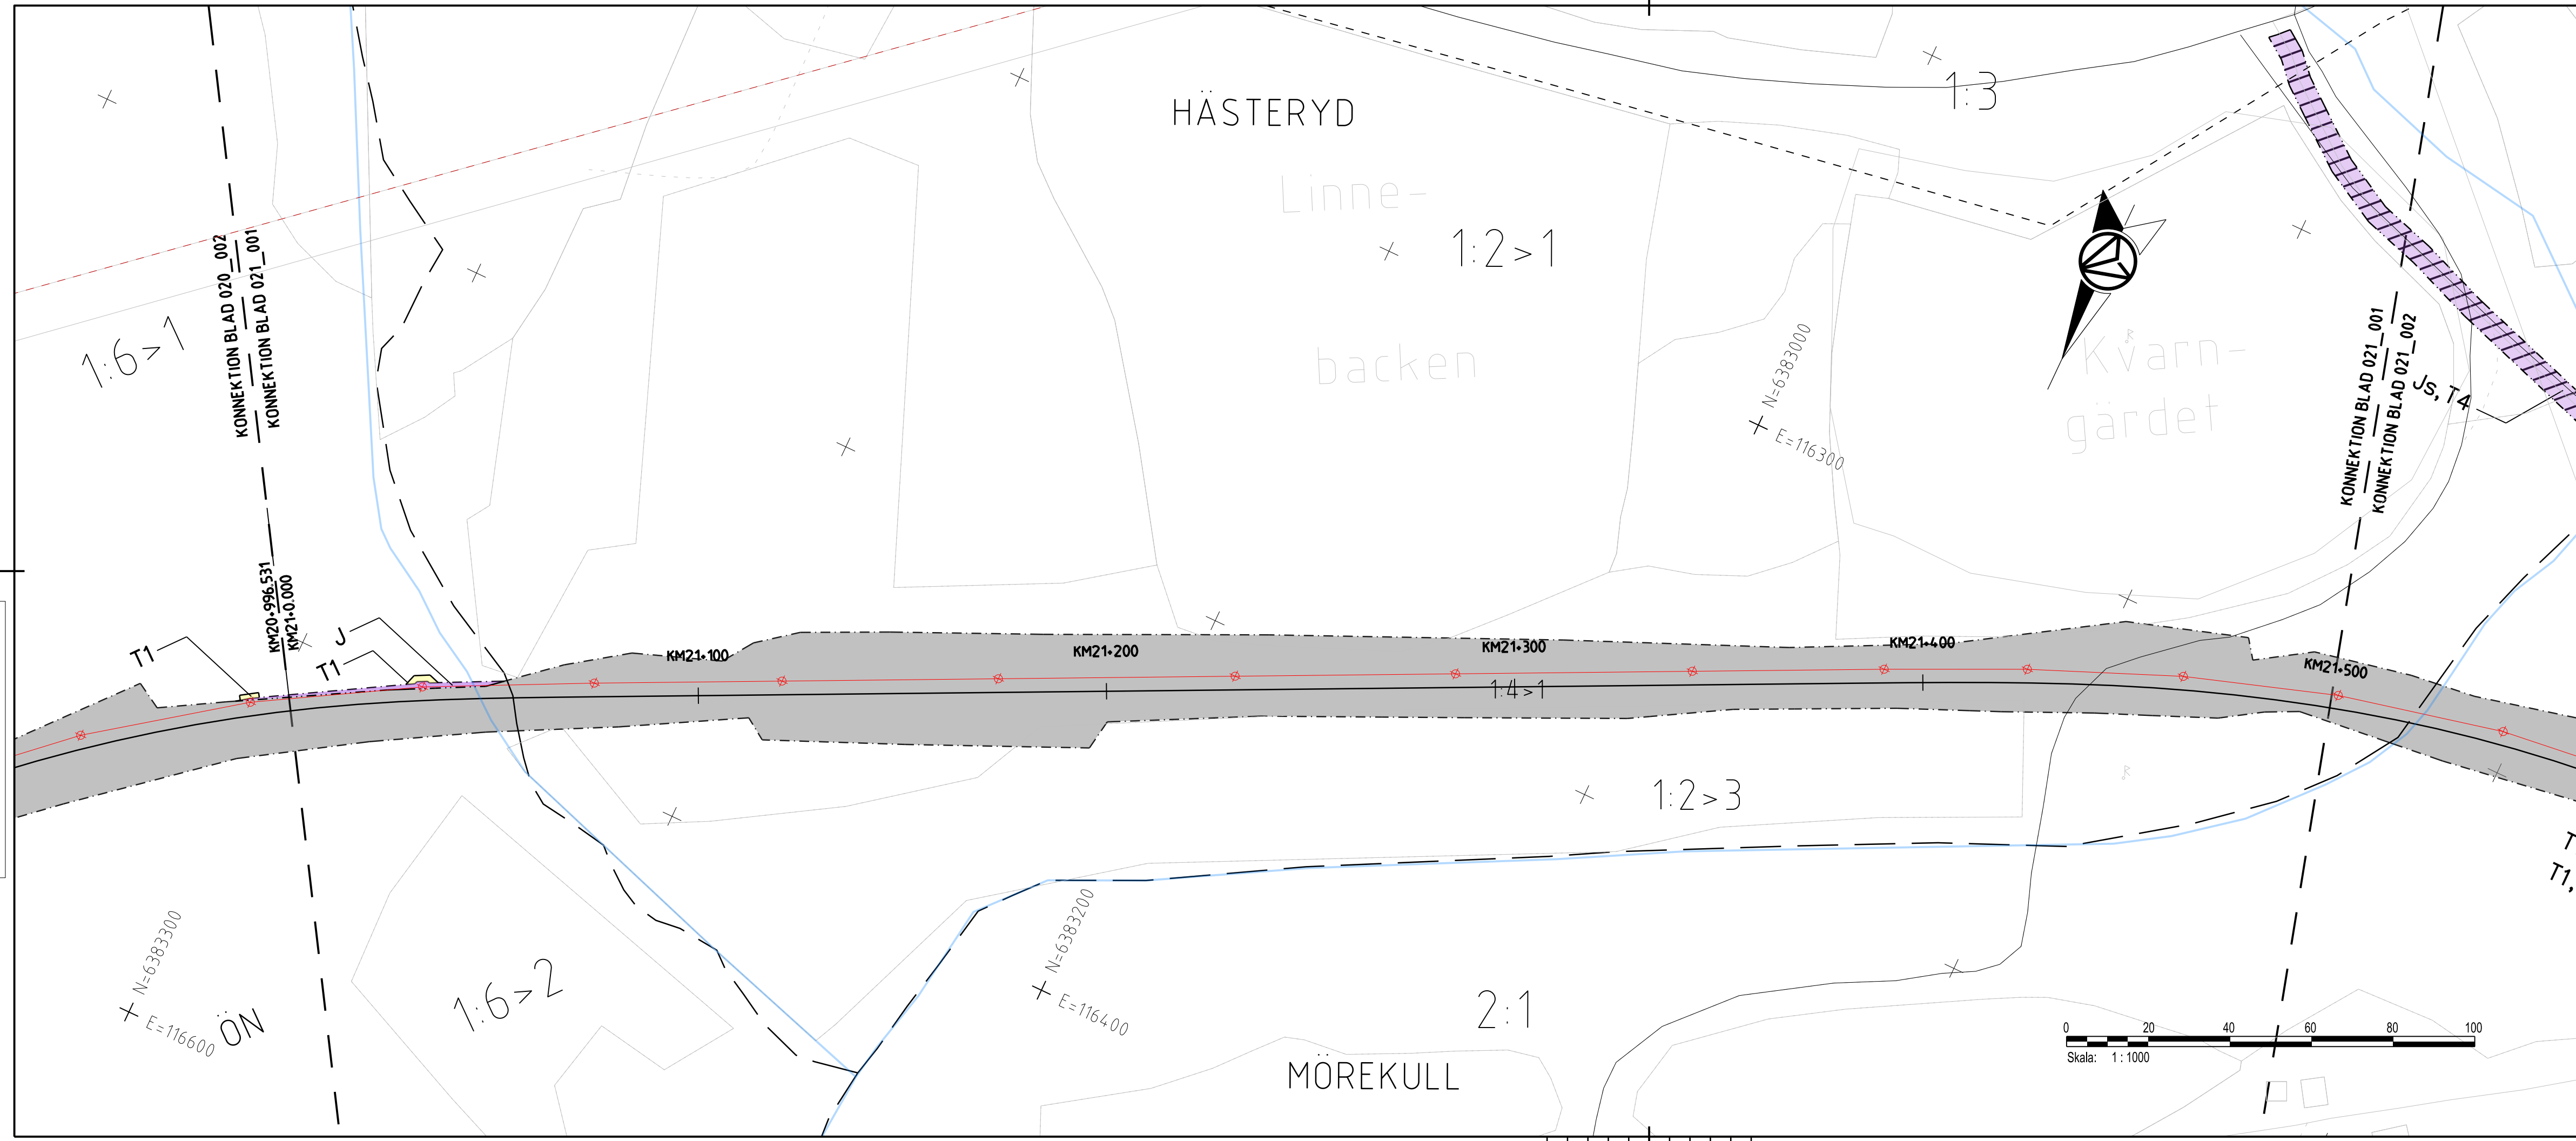 HÄSTERYD
1:3
Linne-
backen
1:2>1
1:6>1
KONNEKTION BLAD 020_002
KONNEKTION BLAD 021_001
N=6383000
E=116300
Kvarn-
gärdet
KONNEKTION BLAD 021_001
KONNEKTION BLAD 021_002
Js, T4
KM20+996.531
KM21+0.000
T1
J
T1
KM21+100
KM21+200
KM21+300
KM21+400
KM21+500
1:4>1
1:2>3
T1,
N=6383300
E=116600
ÖN
1:6>2
N=6383200
E=116400
2:1
MÖREKULL
0 20 40 60 80 100
Skala: 1:1000